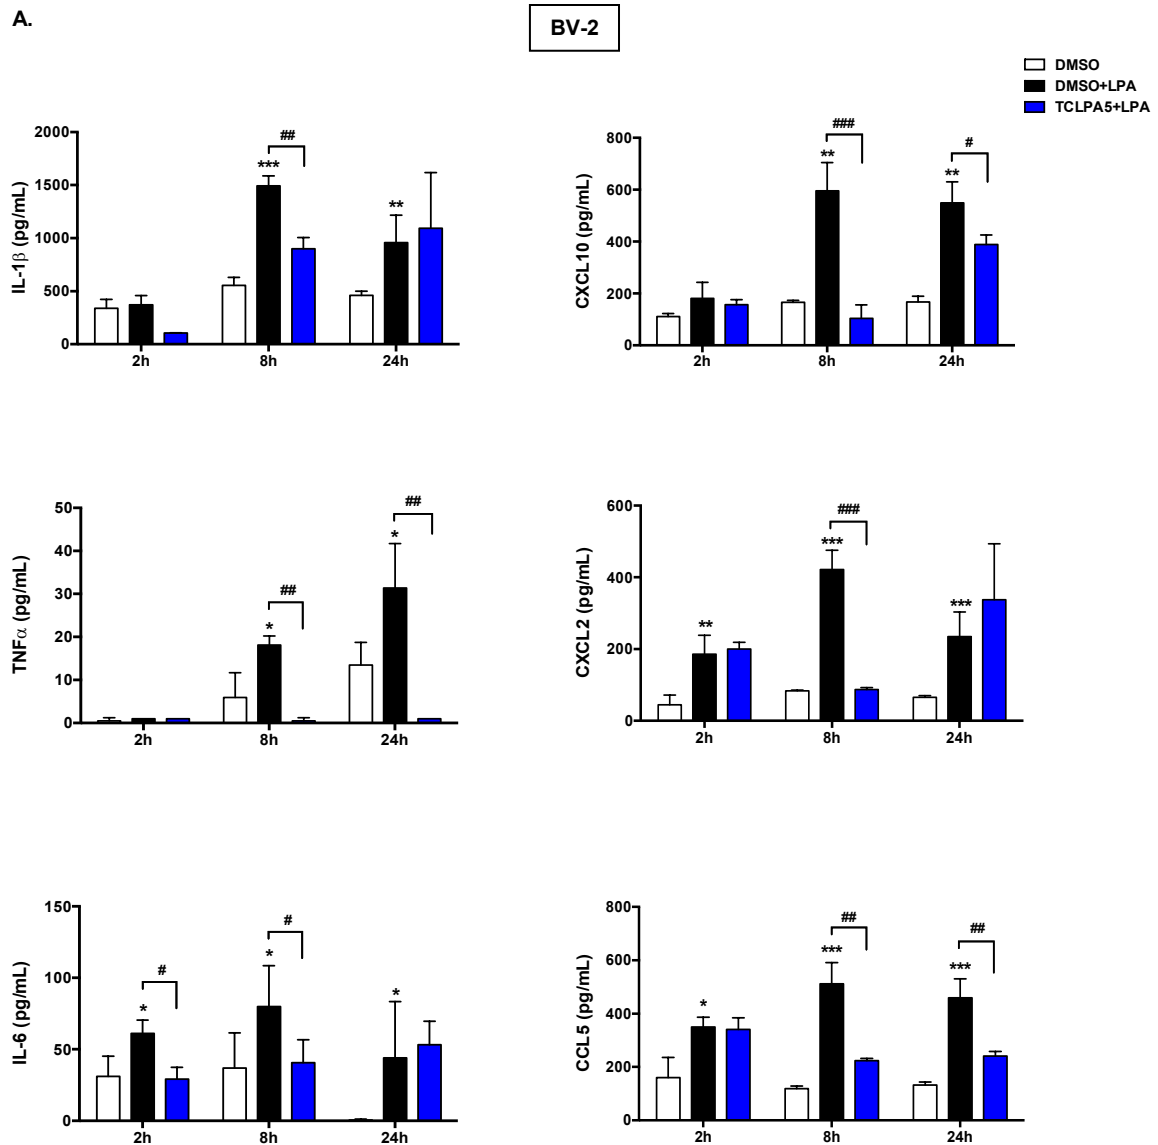 A.
BV-2
DMSO
DMSO+LPA
TCLPA5+LPA
IL-1β (pg/mL)
2000
1500
1000
500
0
***
##
**
2h
8h
24h
CXCL10 (pg/mL)
800
600
400
200
0
**
###
**
#
2h
8h
24h
TNFα (pg/mL)
50
40
30
20
10
0
*
##
*
##
2h
8h
24h
CXCL2 (pg/mL)
600
400
200
0
**
***
###
***
2h
8h
24h
IL-6 (pg/mL)
150
100
50
0
*
#
*
#
*
2h
8h
24h
CCL5 (pg/mL)
800
600
400
200
0
*
***
##
***
##
2h
8h
24h